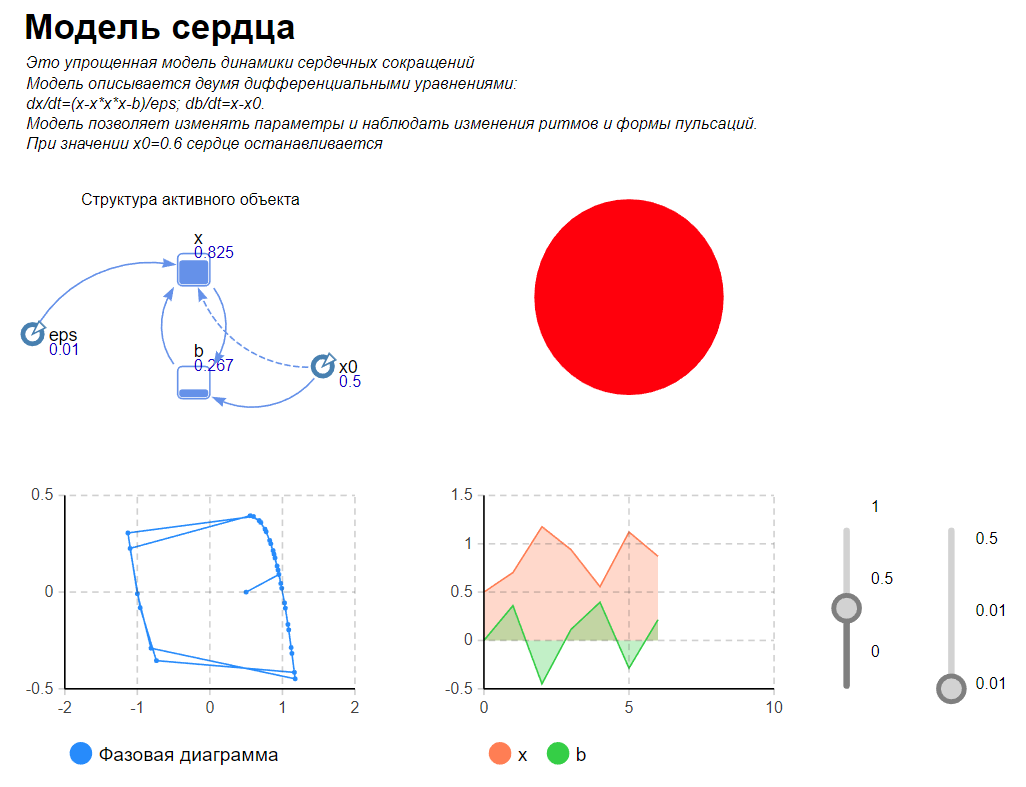 Модель сердца
Это упрощенная модель динамики сердечных сокращений
Модель описывается двумя дифференциальными уравнениями:
dx/dt=(x-x*x*x-b)/eps; db/dt=x-x0.
Модель позволяет изменять параметры и наблюдать изменения ритмов и формы пульсаций.
При значении x0=0.6 сердце останавливается
Структура активного объекта
x
0.825
eps
0.01
b
0.267
x0
0.5
0.5
0
-0.5
-2 -1 0 1 2
Фазовая диаграмма
1.5
1
0.5
0
-0.5
0 5 10
x b
1
0.5
0
0.5
0.01
0.01